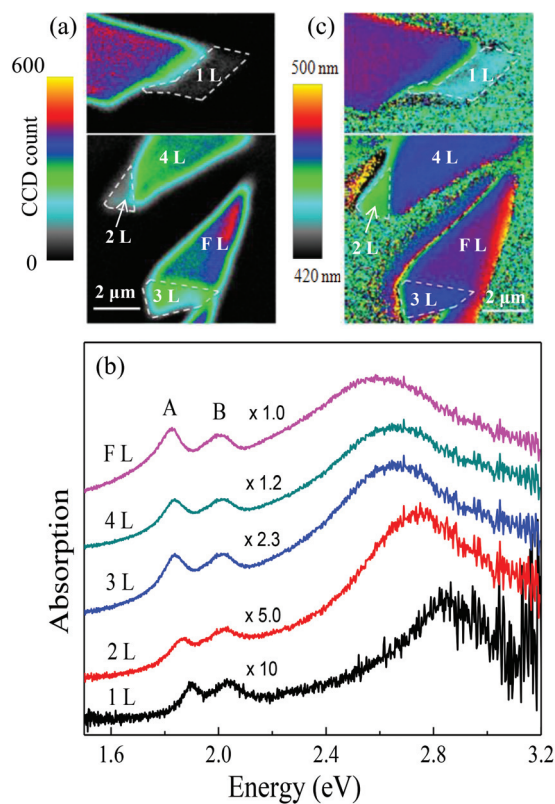 (a)
600
CCD count
0
1 L
4 L
2 L
F L
3 L
2 μm
(c)
500 nm
420 nm
1 L
4 L
2 L
F L
3 L
2 μm
(b)
A
B
x 1.0
F L
x 1.2
4 L
x 2.3
3 L
x 5.0
2 L
x 10
1 L
Absorption
1.6 2.0 2.4 2.8 3.2
Energy (eV)